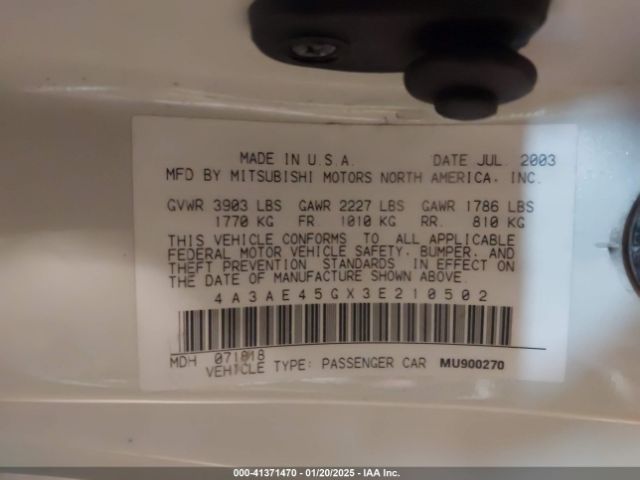 MADE IN U.S.A. DATE JUL. 2003
MFD BY MITSUBISHI MOTORS NORTH AMERICA, INC.
GVWR 3903 LBS GAWR 2227 LBS GAWR 1786 LBS
1770 KG FR. 1010 KG RR. 810 KG
THIS VEHICLE CONFORMS TO ALL APPLICABLE
FEDERAL MOTOR VEHICLE SAFETY, BUMPER, AND
THEFT PREVENTION STANDARDS IN EFFECT ON
THE DATE OF MANUFACTURE SHOWN ABOVE.
4A3AE45GX3E210502
MDH 071018
VEHICLE TYPE: PASSENGER CAR MU900270
000-41371470 — 01/20/2025 — IAA Inc.